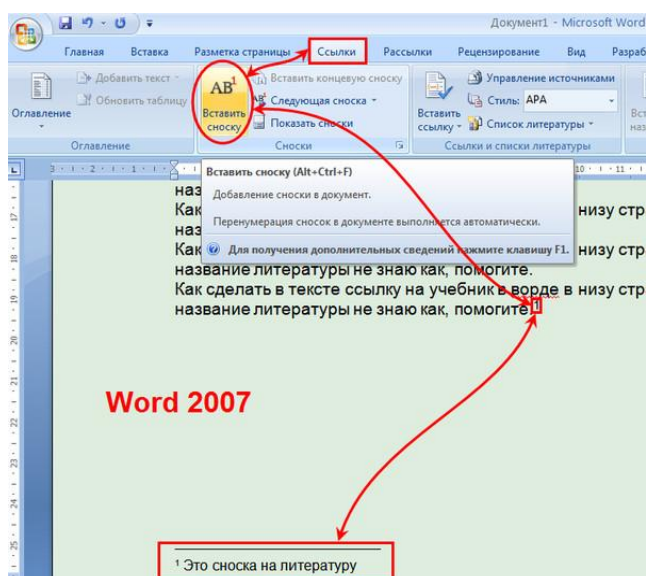 Документ1 - Microsoft Word
Главная Вставка Разметка страницы Ссылки Рассылки Рецензирование Вид Разраб
Оглавление
Добавить текст
Обновить таблицу
Оглавление
AB1
Вставить сноску
Вставить концевую сноску
Следующая сноска
Показать сноски
Сноски
Вставить ссылку
Управление источниками
Стиль: APA
Список литературы
Ссылки и списки литературы
Вст
наз
Вставить сноску (Alt+Ctrl+F)
Добавление сноски в документ.
Перенумерация сносок в документе выполняется автоматически.
Для получения дополнительных сведений нажмите клавишу F1.
наз
Как низу стр
наз
Как низу стр
название литературы не знаю как, помогите.
Как сделать в тексте ссылку на учебник в ворде в низу стр
название литературы не знаю как, помогите.1
Word 2007
1 Это сноска на литературу